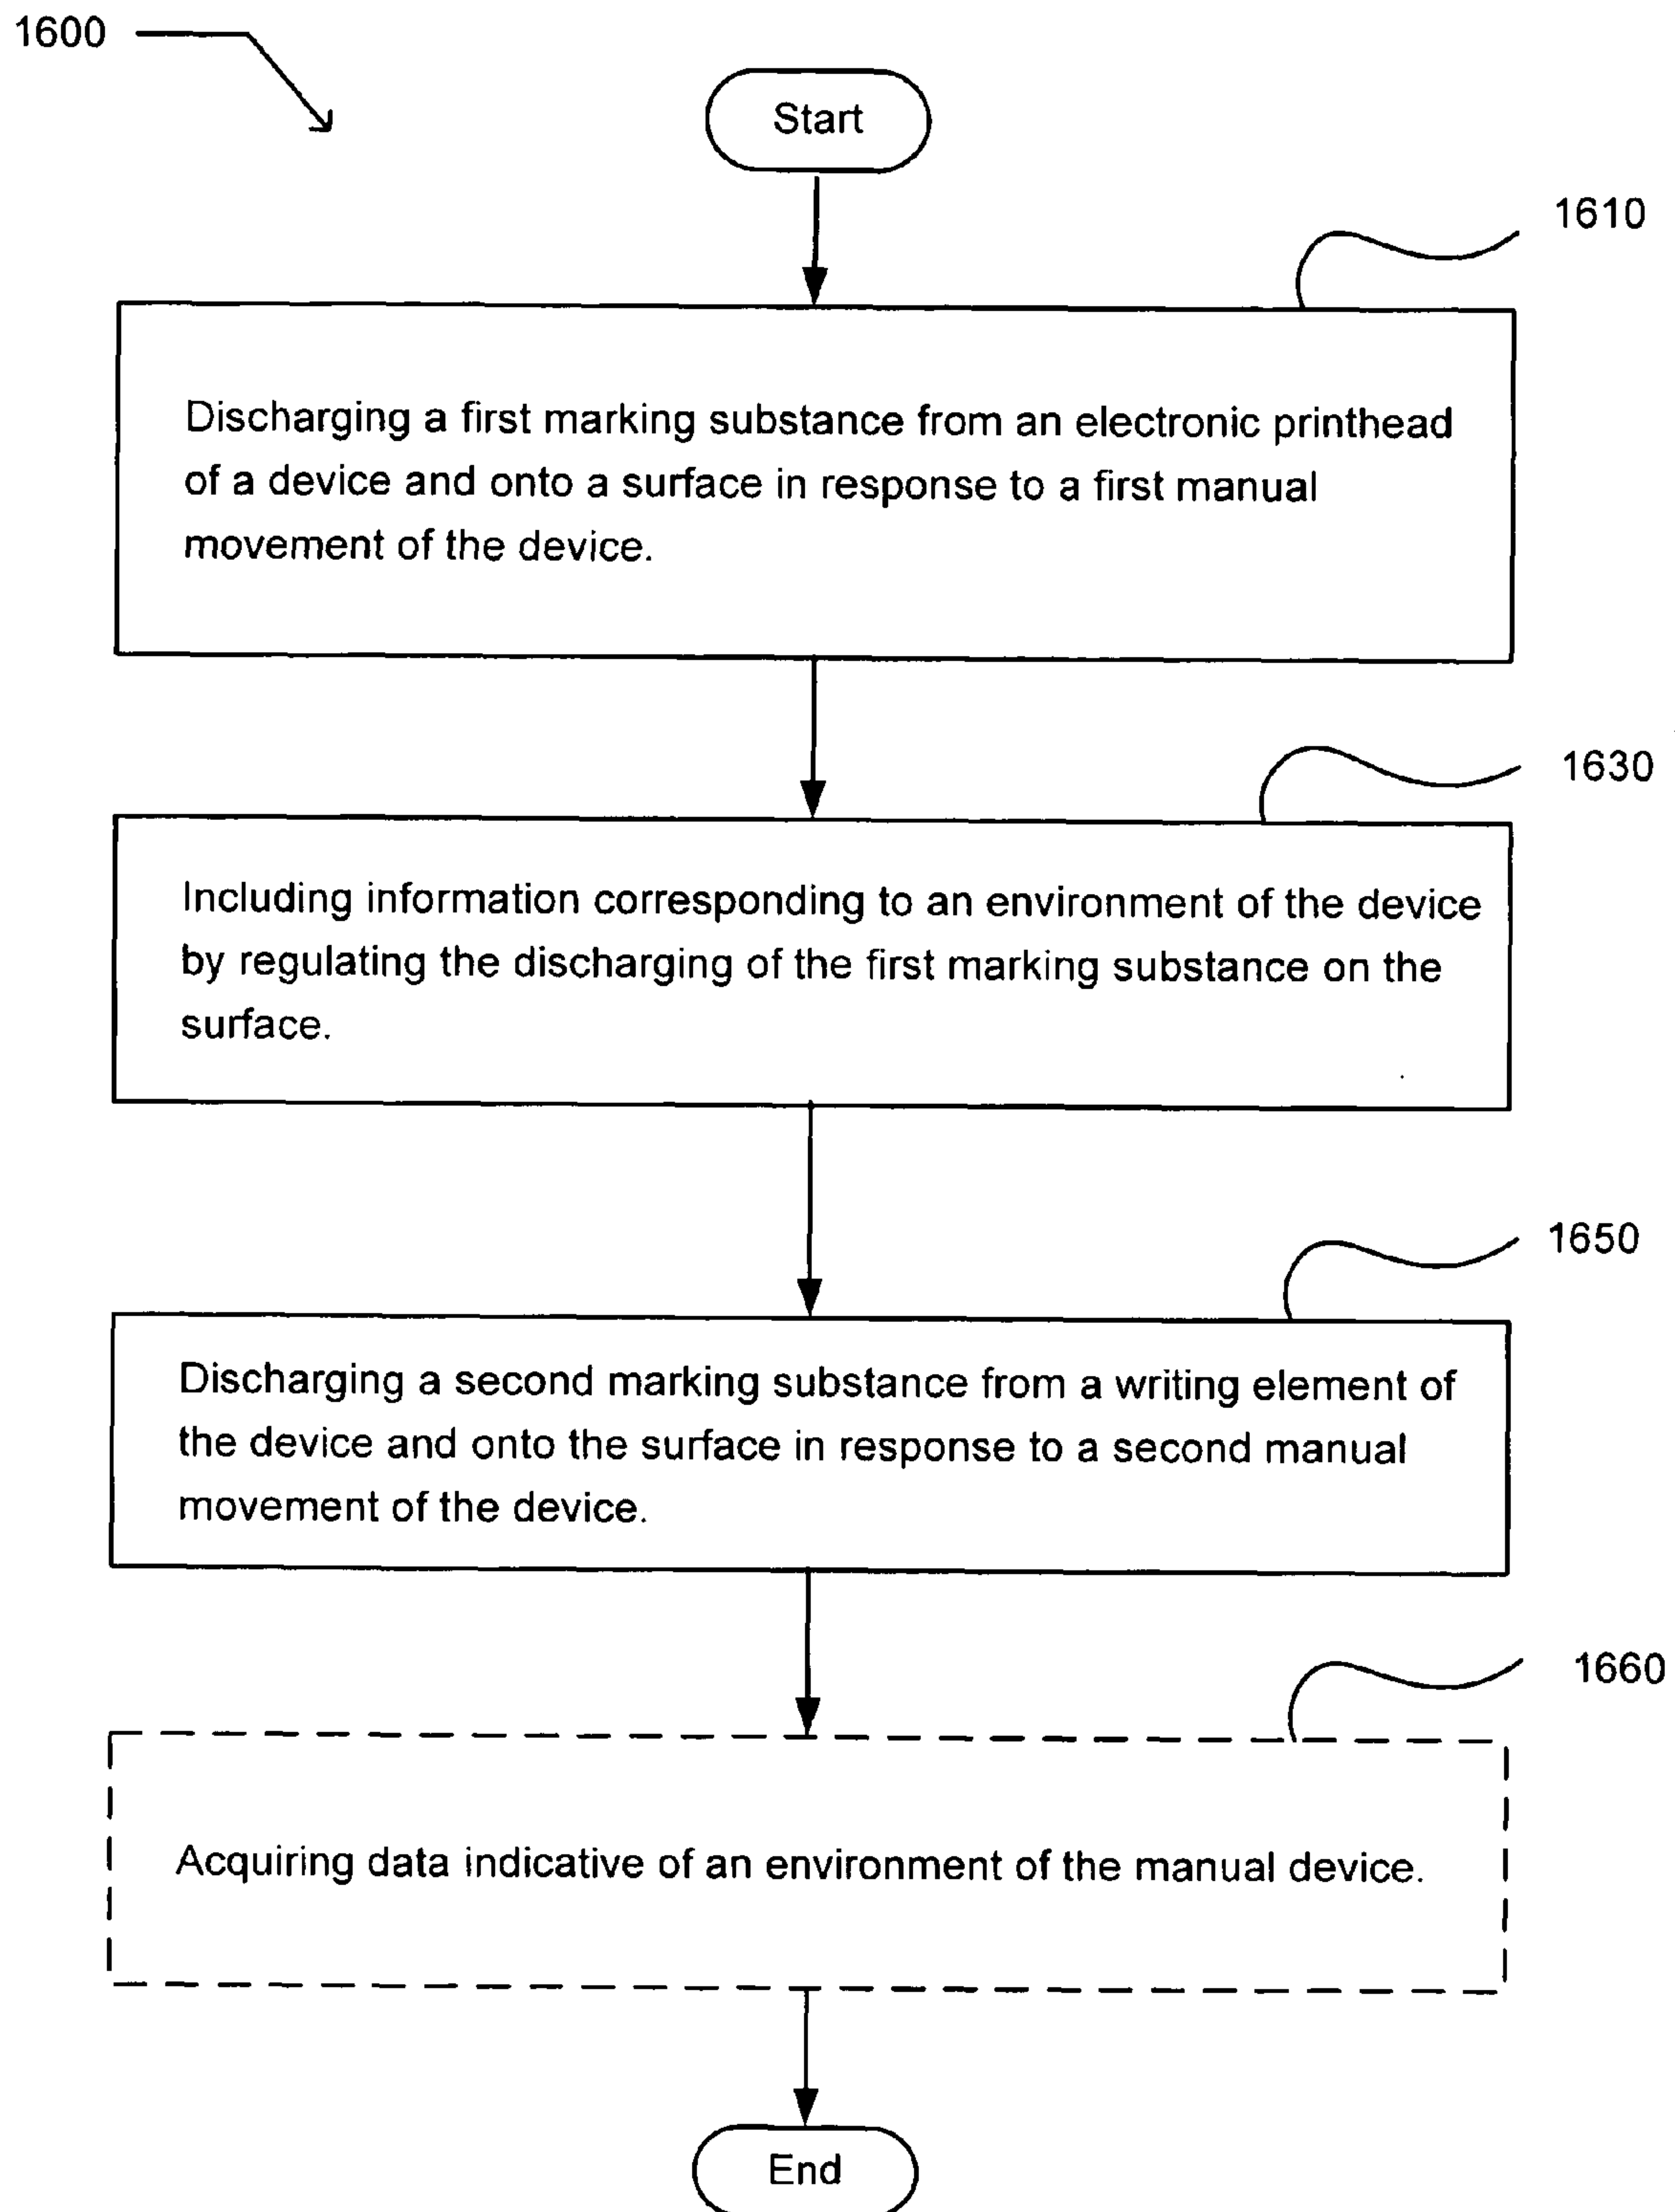 1600
Start
1610
Discharging a first marking substance from an electronic printhead
of a device and onto a surface in response to a first manual
movement of the device.
1630
Including information corresponding to an environment of the device
by regulating the discharging of the first marking substance on the
surface.
1650
Discharging a second marking substance from a writing element of
the device and onto the surface in response to a second manual
movement of the device.
1660
Acquiring data indicative of an environment of the manual device.
End